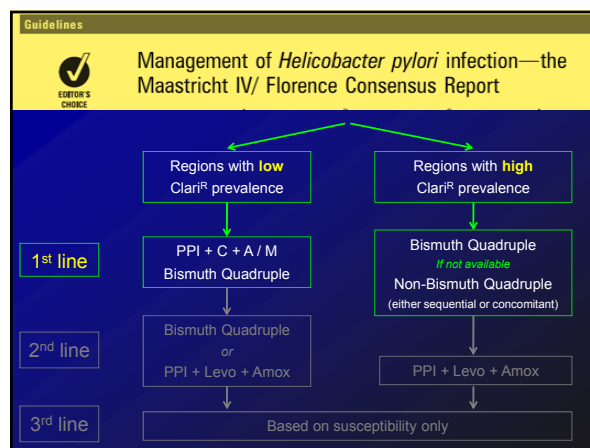 Guidelines
EDITOR'S
CHOICE
Management of Helicobacter pylori infection—the
Maastricht IV/ Florence Consensus Report
Regions with low
Clariᴿ prevalence
Regions with high
Clariᴿ prevalence
1st line
PPI + C + A / M
Bismuth Quadruple
Bismuth Quadruple
If not available
Non-Bismuth Quadruple
(either sequential or concomitant)
2nd line
Bismuth Quadruple
or
PPI + Levo + Amox
PPI + Levo + Amox
3rd line
Based on susceptibility only